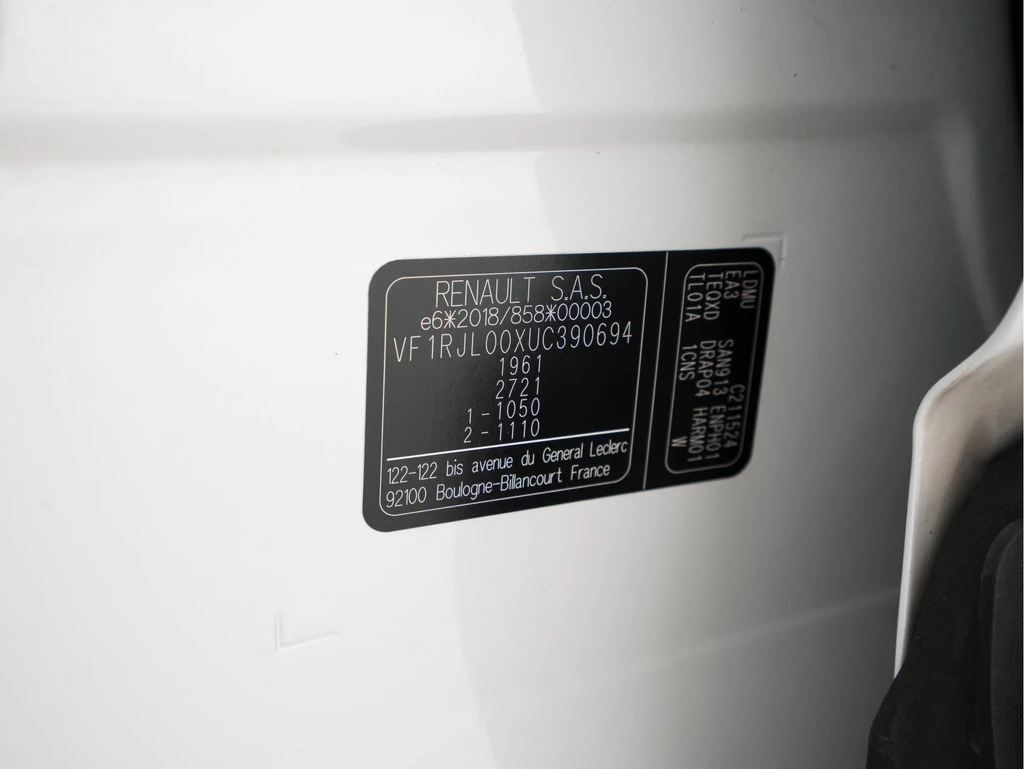 RENAULT S.A.S.
e6*2018/858*00003
VF1RJL00XUC390694
1961
2721
1-1050
2-1110
122-122 bis avenue du General Leclerc
92100 Boulogne-Billancourt France
LDMU C211524
EA3 SAN913 ENPH01
TEQXD DRAP04 HARM01
TL01A 1CNS W